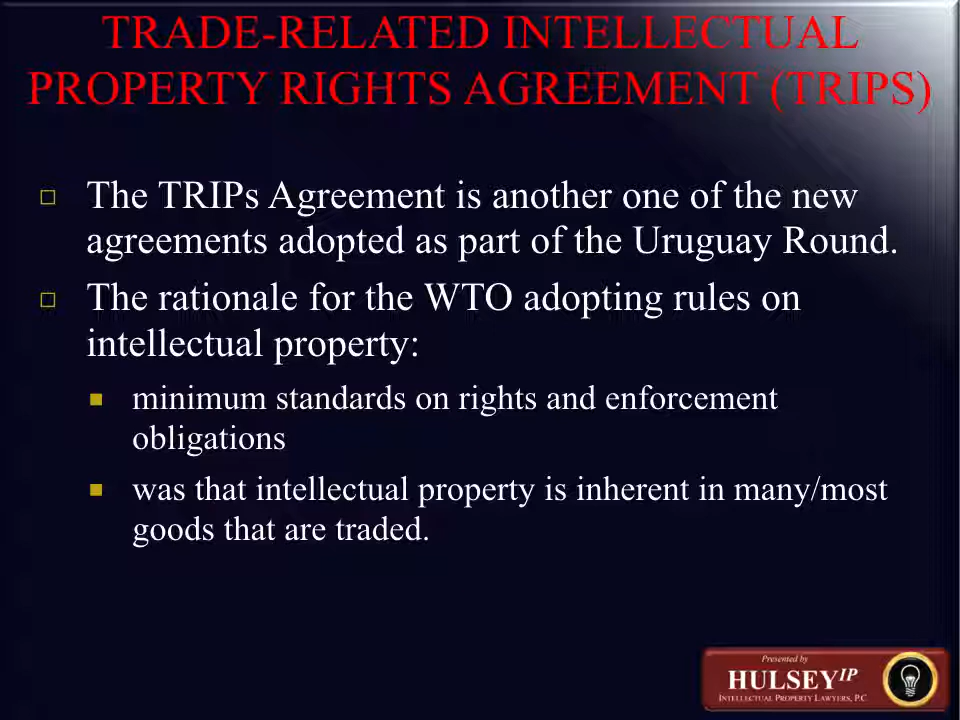 TRADE-RELATED INTELLECTUAL
PROPERTY RIGHTS AGREEMENT (TRIPS)
The TRIPs Agreement is another one of the new
agreements adopted as part of the Uruguay Round.
The rationale for the WTO adopting rules on
intellectual property:
minimum standards on rights and enforcement
obligations
was that intellectual property is inherent in many/most
goods that are traded.
Presented by
HULSEY IP
INTELLECTUAL PROPERTY LAWYERS, P.C.